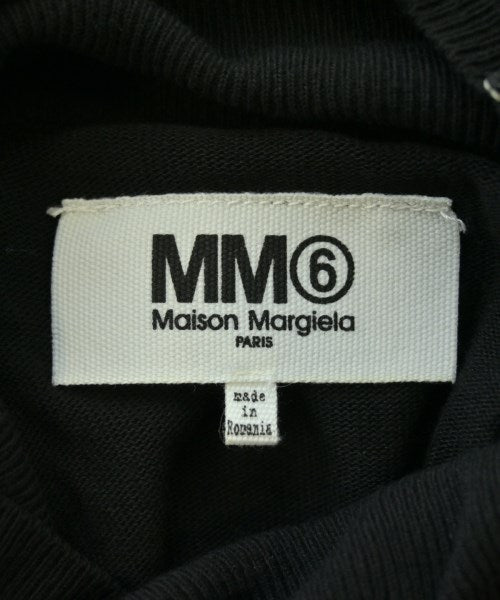 MM⑥
Maison Margiela
PARIS
made
in
Romania